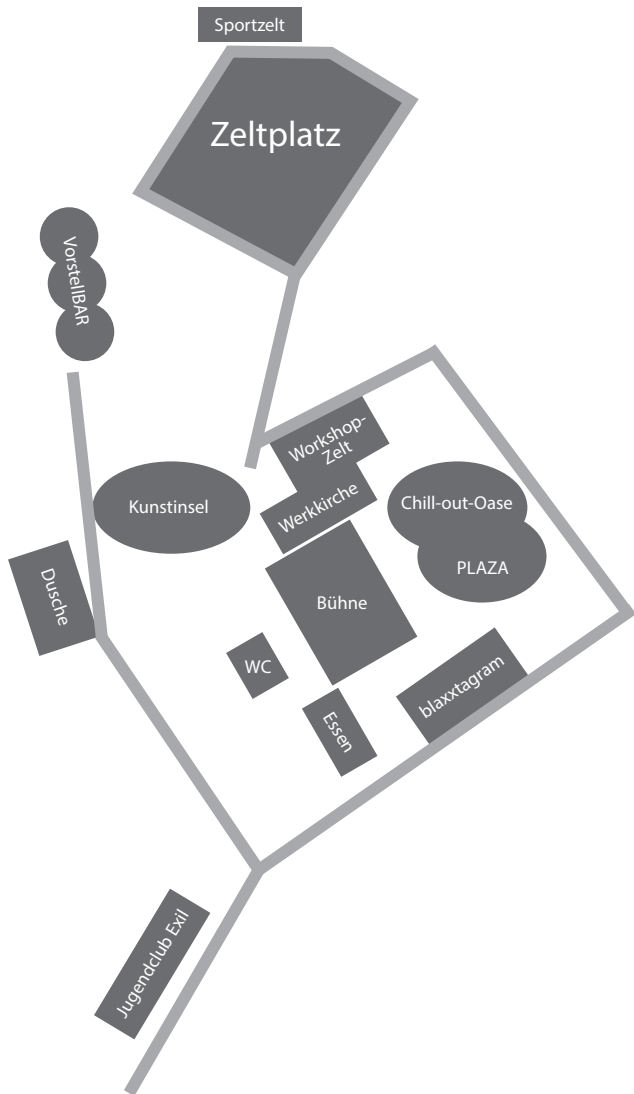 Sportzelt
Zeltplatz
VorstellBAR
Workshop-
Zelt
Werkkirche
Chill-out-Oase
Kunstinsel
PLAZA
Dusche
Bühne
WC
blaxxtagram
Essen
Jugendclub Exil